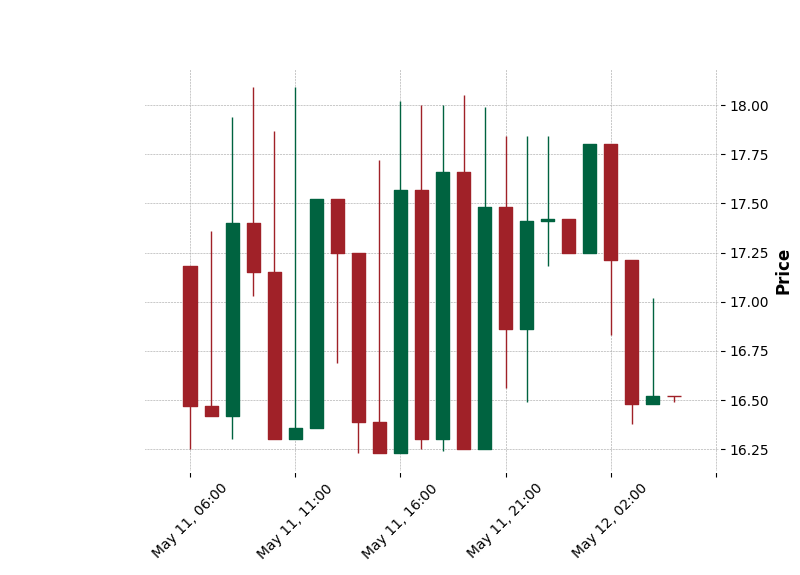 18.00
17.75
17.50
17.25
17.00
16.75
16.50
16.25
Price
May 11, 06:00
May 11, 11:00
May 11, 16:00
May 11, 21:00
May 12, 02:00